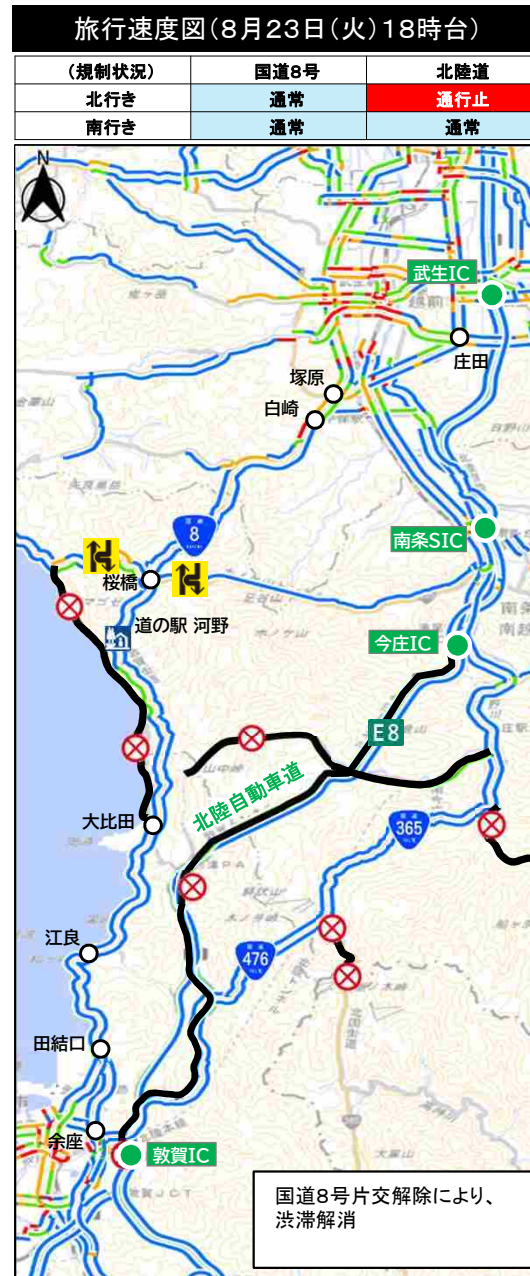 旅行速度図(8月23日(火)18時台)
(規制状況) 国道8号 北陸道
北行き 通常 通行止
南行き 通常 通常
N
武生IC
庄田
塚原
白崎
8
南条SIC
桜橋
道の駅 河野
今庄IC
E8
北陸自動車道
大比田
365
江良
476
田結口
余座
敦賀IC
敦賀JCT
国道8号片交解除により、
渋滞解消